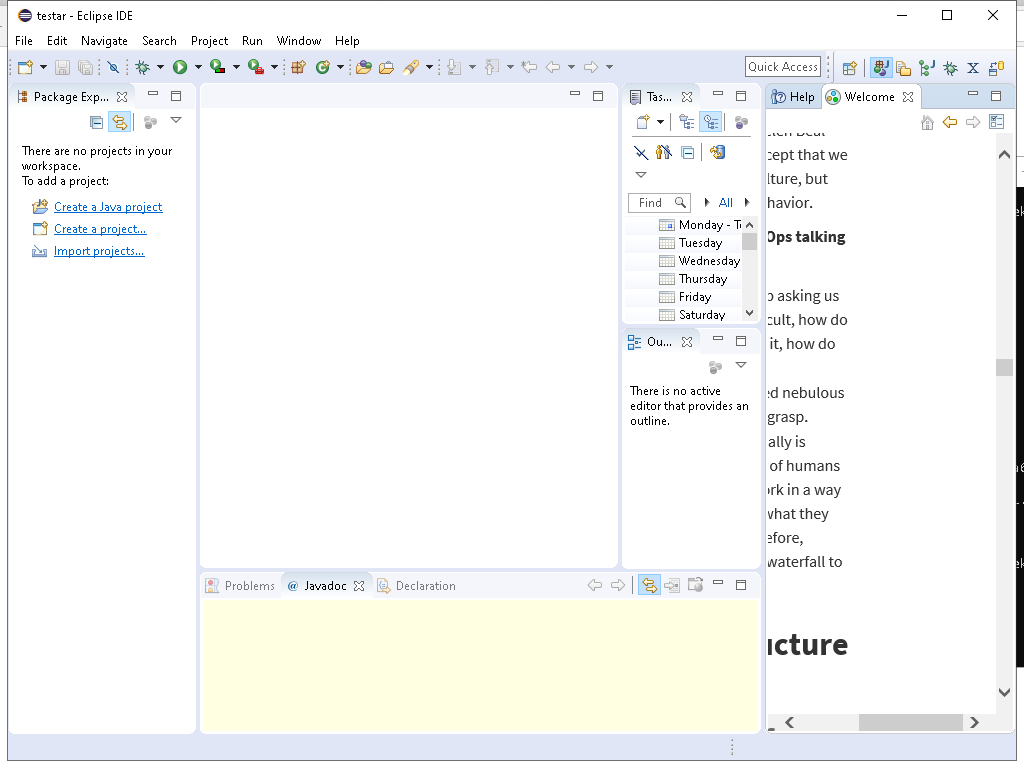 testar - Eclipse IDE
File Edit Navigate Search Project Run Window Help
Quick Access
Package Exp...
There are no projects in your
workspace.
To add a project:
Create a Java project
Create a project...
Import projects...
Tas...
Find
All
Monday - T
Tuesday
Wednesday
Thursday
Friday
Saturday
Ou...
There is no active
editor that provides an
outline.
Problems
@ Javadoc
Declaration
Help
Welcome
cept that we
lture, but
havior.
Ops talking
asking us
cult, how do
it, how do
ed nebulous
grasp.
ally is
of humans
ork in a way
what they
efore,
waterfall to
ucture